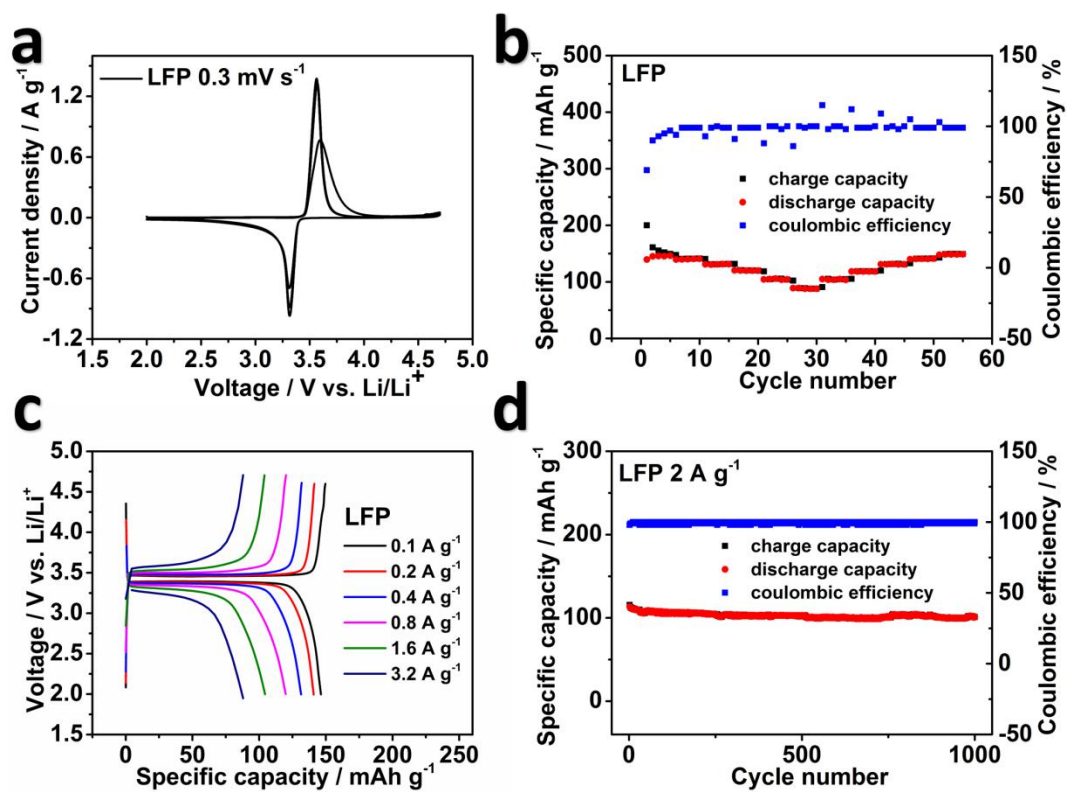 a
LFP 0.3 mV s⁻¹
Current density / A g⁻¹
1.2
0.6
0.0
-0.6
-1.2
1.5 2.0 2.5 3.0 3.5 4.0 4.5 5.0
Voltage / V vs. Li/Li⁺
b
LFP
Specific capacity / mAh g⁻¹
500
400
300
200
100
0
charge capacity
discharge capacity
coulombic efficiency
150
100
50
0
-50
Coulombic efficiency / %
0 10 20 30 40 50 60
Cycle number
c
Voltage / V vs. Li/Li⁺
5.0
4.5
4.0
3.5
3.0
2.5
2.0
1.5
LFP
0.1 A g⁻¹
0.2 A g⁻¹
0.4 A g⁻¹
0.8 A g⁻¹
1.6 A g⁻¹
3.2 A g⁻¹
0 50 100 150 200 250
Specific capacity / mAh g⁻¹
d
LFP 2 A g⁻¹
Specific capacity / mAh g⁻¹
300
200
100
0
charge capacity
discharge capacity
coulombic efficiency
150
100
50
0
-50
Coulombic efficiency / %
0 500 1000
Cycle number